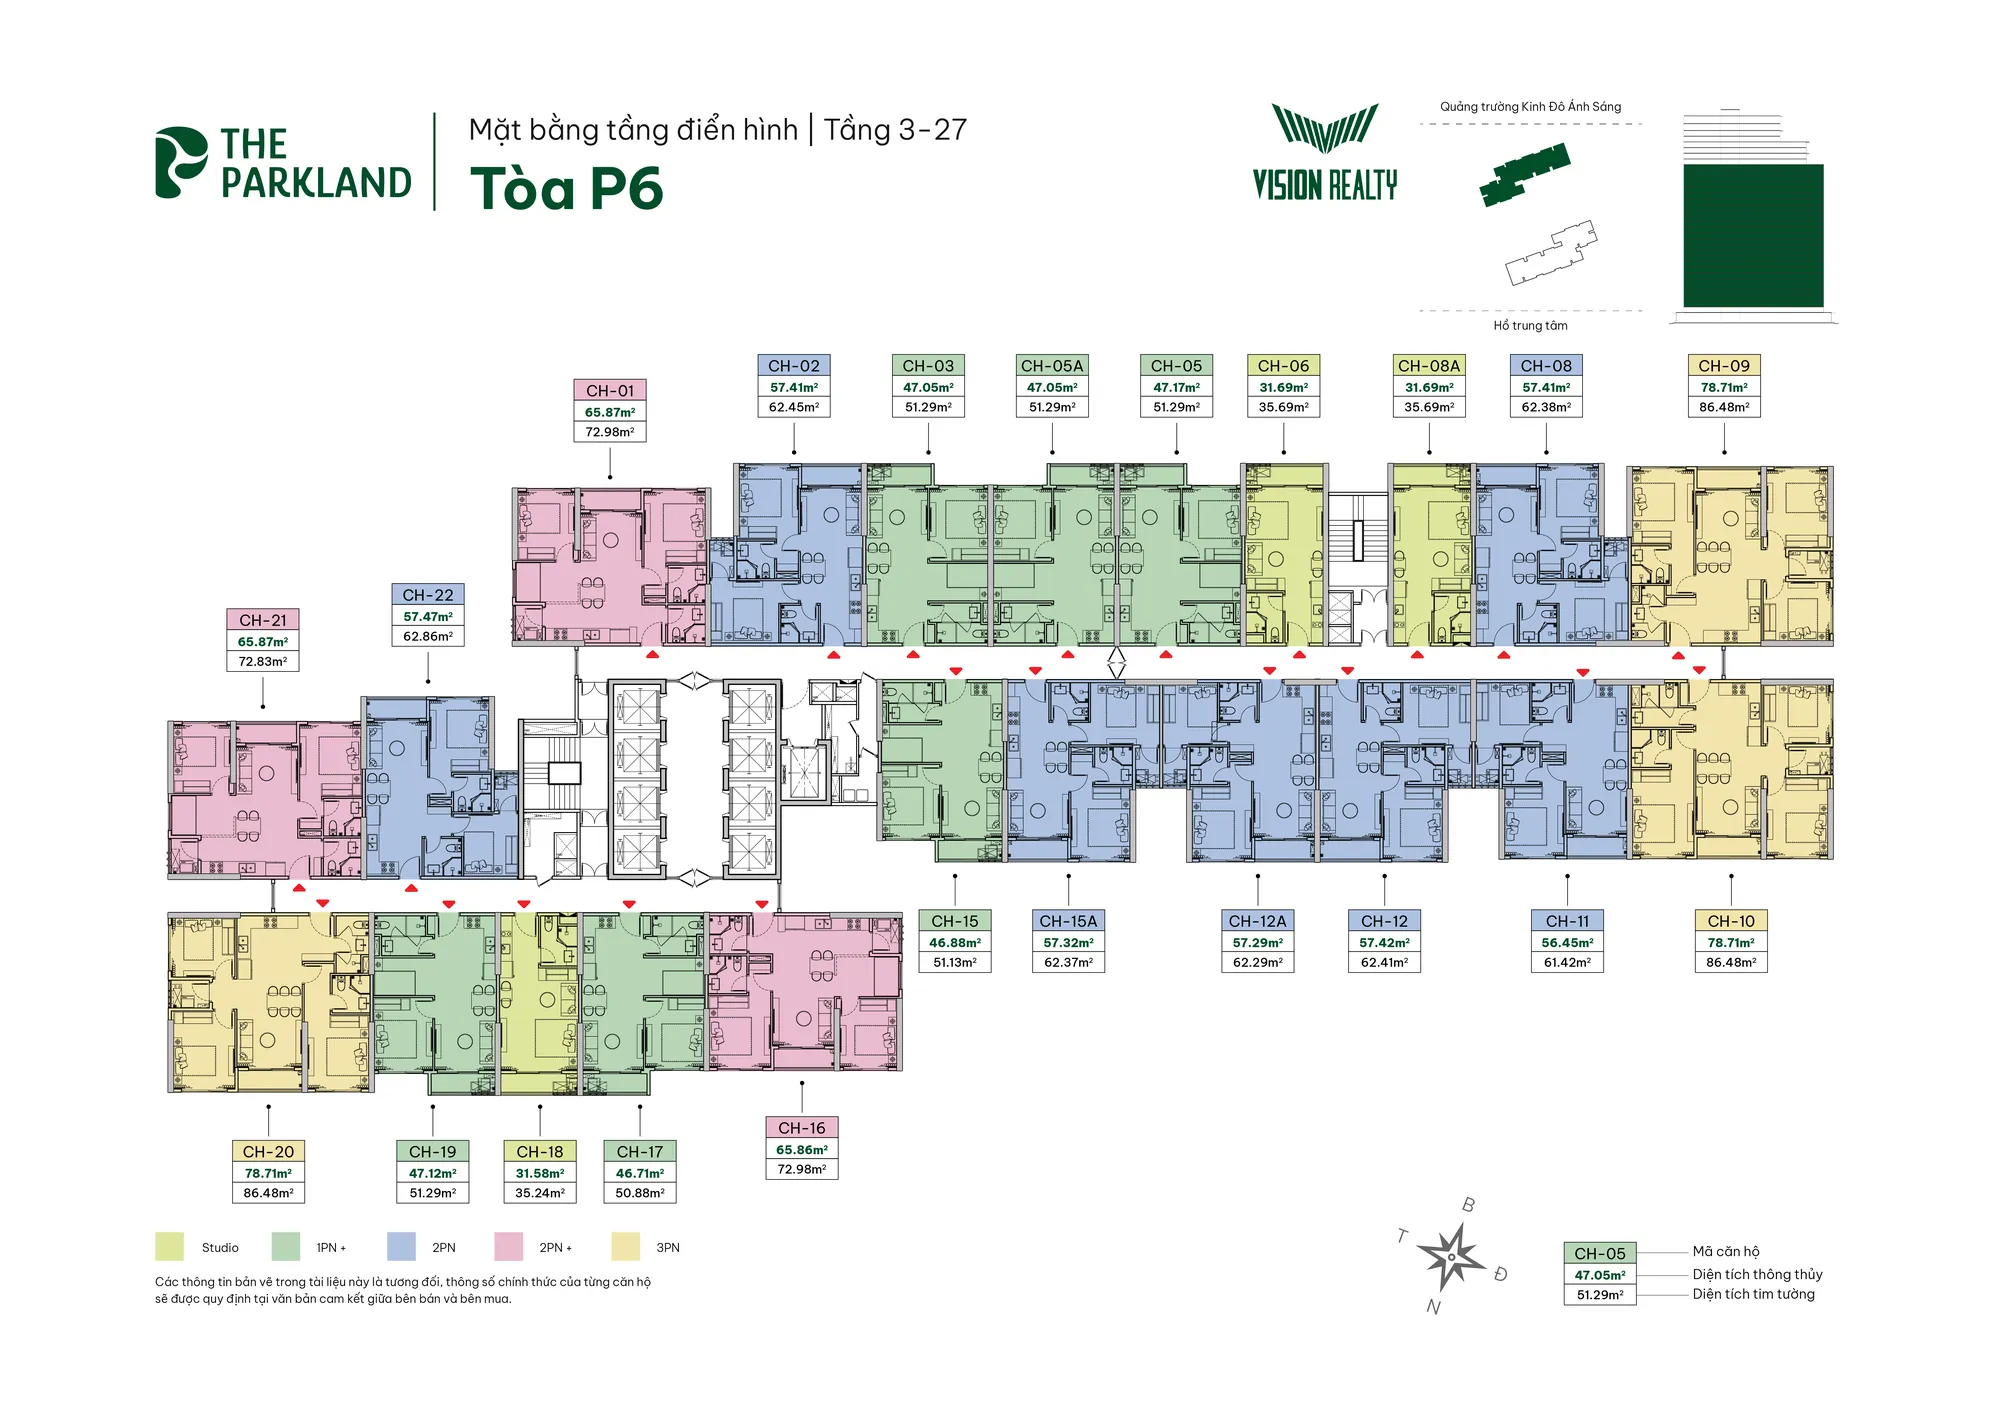 THE
PARKLAND
Mặt bằng tầng điển hình | Tầng 3-27
Tòa P6
VISION REALTY
Quảng trường Kinh Đô Ánh Sáng
Hồ trung tâm
CH-01
65.87m²
72.98m²
CH-02
57.41m²
62.45m²
CH-03
47.05m²
51.29m²
CH-05A
47.05m²
51.29m²
CH-05
47.17m²
51.29m²
CH-06
31.69m²
35.69m²
CH-08A
31.69m²
35.69m²
CH-08
57.41m²
62.38m²
CH-09
78.71m²
86.48m²
CH-21
65.87m²
72.83m²
CH-22
57.47m²
62.86m²
CH-15
46.88m²
51.13m²
CH-15A
57.32m²
62.37m²
CH-12A
57.29m²
62.29m²
CH-12
57.42m²
62.41m²
CH-11
56.45m²
61.42m²
CH-10
78.71m²
86.48m²
CH-20
78.71m²
86.48m²
CH-19
47.12m²
51.29m²
CH-18
31.58m²
35.24m²
CH-17
46.71m²
50.88m²
CH-16
65.86m²
72.98m²
Studio
1PN +
2PN
2PN +
3PN
Các thông tin bản vẽ trong tài liệu này là tương đối, thông số chính thức của từng căn hộ
sẽ được quy định tại văn bản cam kết giữa bên bán và bên mua.
B
T
Đ
N
CH-05
47.05m²
51.29m²
Mã căn hộ
Diện tích thông thủy
Diện tích tim tường